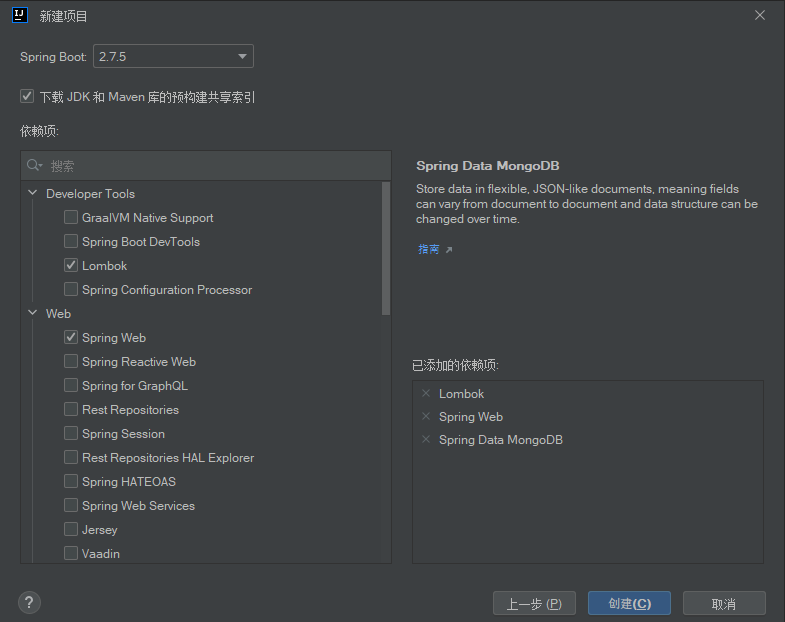 IJ 新建项目
Spring Boot: 2.7.5
下载 JDK 和 Maven 库的预构建共享索引
依赖项:
搜索
Developer Tools
GraalVM Native Support
Spring Boot DevTools
Lombok
Spring Configuration Processor
Web
Spring Web
Spring Reactive Web
Spring for GraphQL
Rest Repositories
Spring Session
Rest Repositories HAL Explorer
Spring HATEOAS
Spring Web Services
Jersey
Vaadin
Spring Data MongoDB
Store data in flexible, JSON-like documents, meaning fields
can vary from document to document and data structure can be
changed over time.
指南
已添加的依赖项:
Lombok
Spring Web
Spring Data MongoDB
?
上一步 (P)
创建(C)
取消